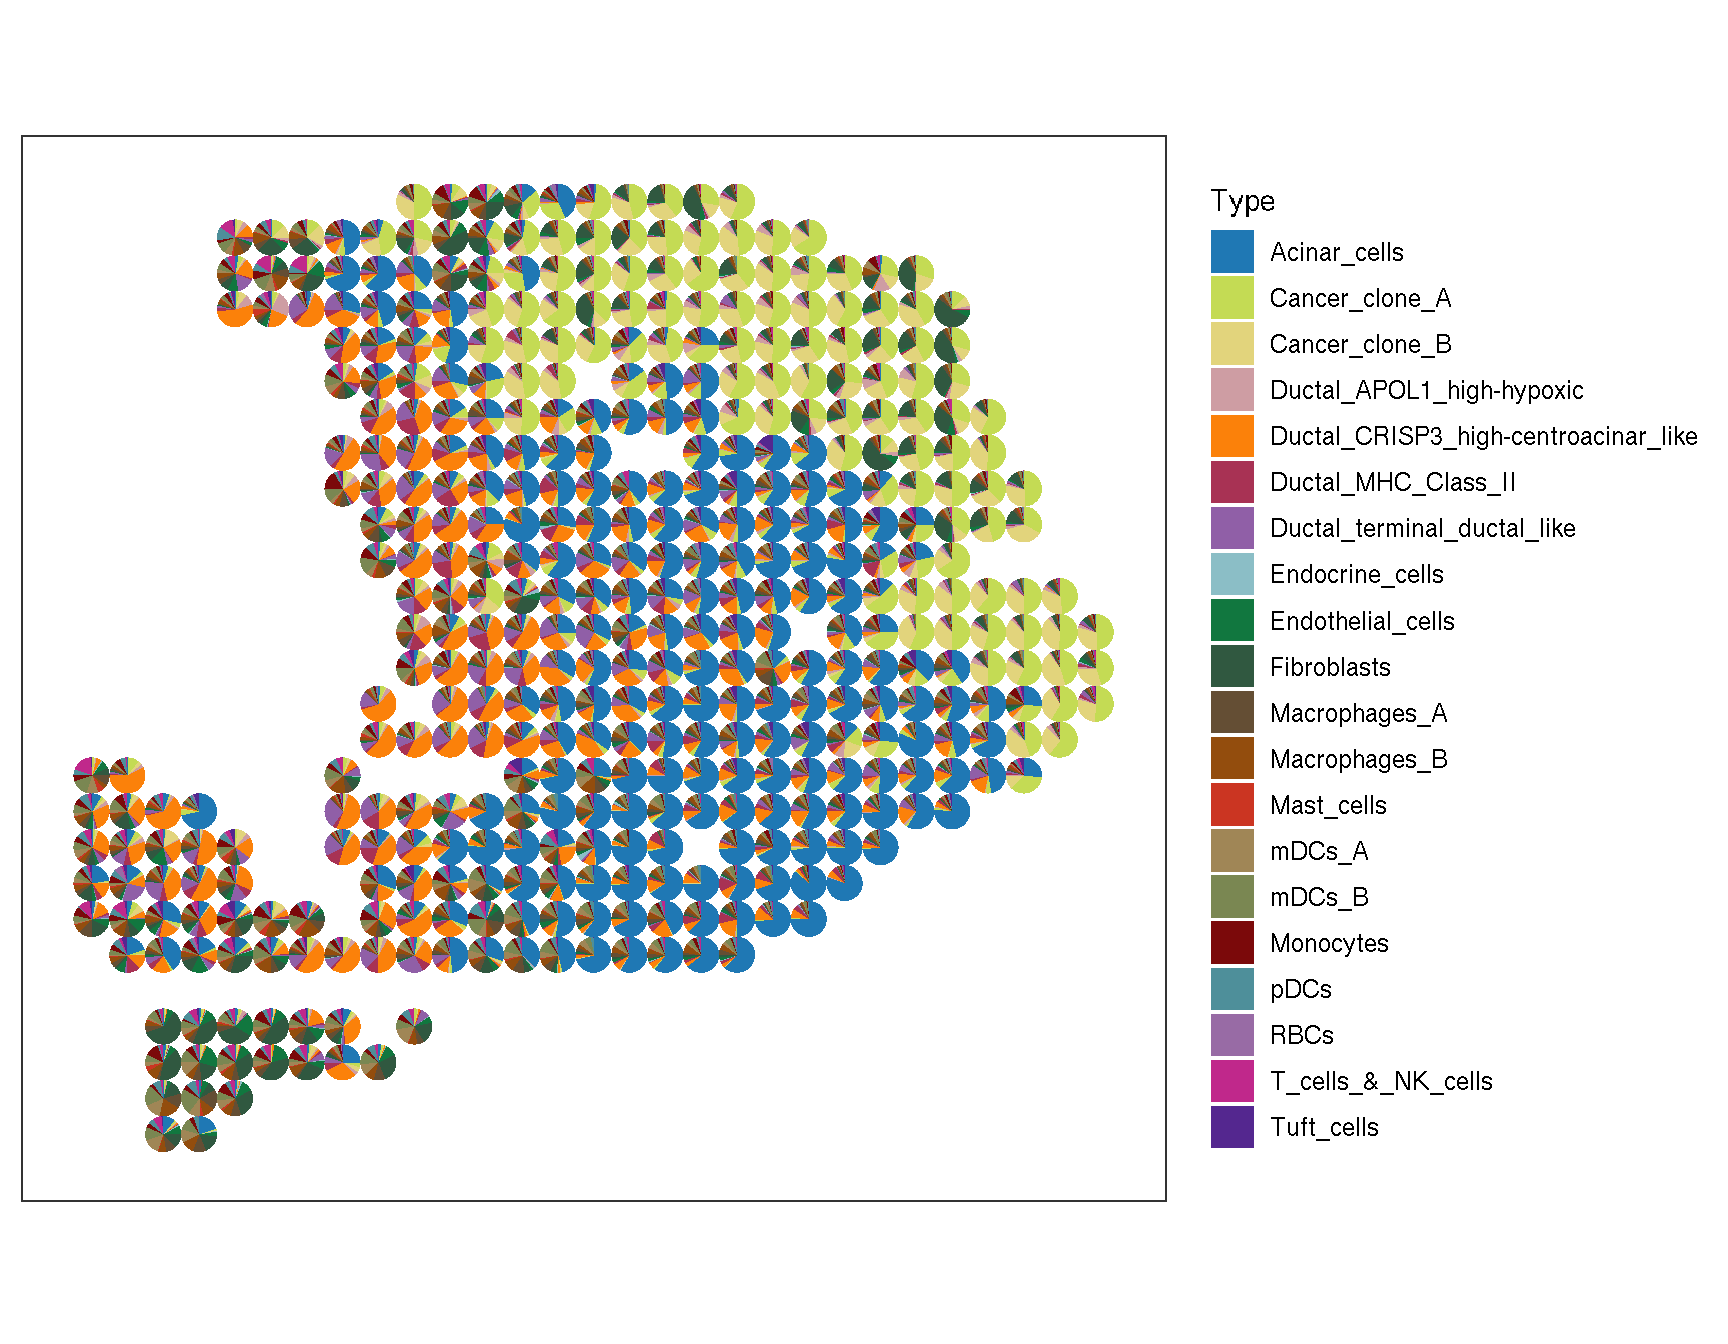 Type
Acinar_cells
Cancer_clone_A
Cancer_clone_B
Ductal_APOL1_high-hypoxic
Ductal_CRISP3_high-centroacinar_like
Ductal_MHC_Class_II
Ductal_terminal_ductal_like
Endocrine_cells
Endothelial_cells
Fibroblasts
Macrophages_A
Macrophages_B
Mast_cells
mDCs_A
mDCs_B
Monocytes
pDCs
RBCs
T_cells_&_NK_cells
Tuft_cells